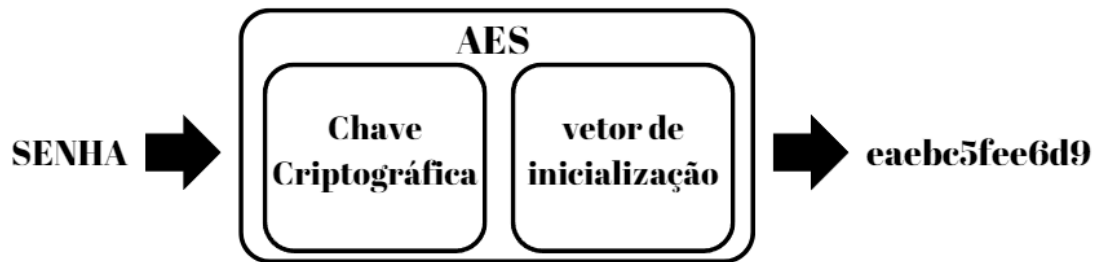 AES
SENHA
Chave
Criptográfica
vetor de
inicialização
eaebc5fee6d9